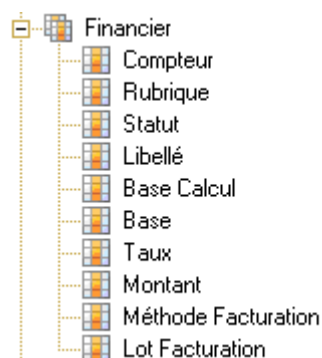 Financier
Compteur
Rubrique
Statut
Libellé
Base Calcul
Base
Taux
Montant
Méthode Facturation
Lot Facturation